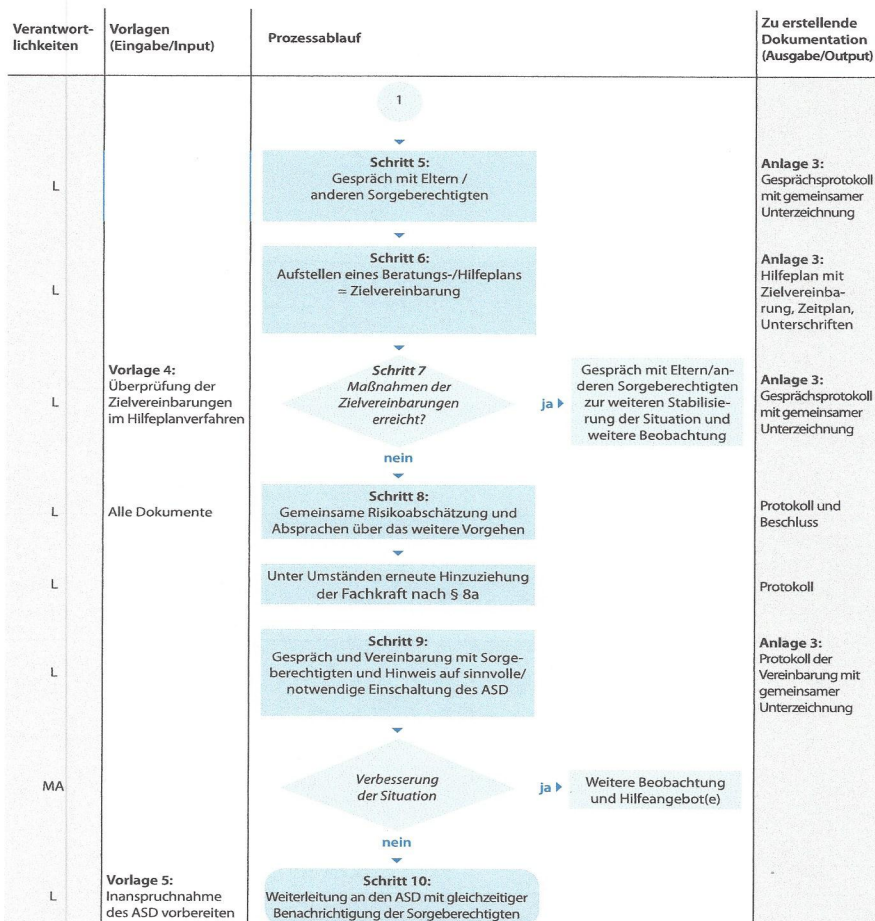 Verantwort-
lichkeiten
Vorlagen
(Eingabe/Input)
Prozessablauf
Zu erstellende
Dokumentation
(Ausgabe/Output)
1
L
Schritt 5:
Gespräch mit Eltern /
anderen Sorgeberechtigten
Anlage 3:
Gesprächsprotokoll
mit gemeinsamer
Unterzeichnung
L
Schritt 6:
Aufstellen eines Beratungs-/Hilfeplans
= Zielvereinbarung
Anlage 3:
Hilfeplan mit
Zielvereinba-
rung, Zeitplan,
Unterschriften
L
Vorlage 4:
Überprüfung der
Zielvereinbarungen
im Hilfeplanverfahren
Schritt 7
Maßnahmen der
Zielvereinbarungen
erreicht?
ja
Gespräch mit Eltern/an-
deren Sorgeberechtigten
zur weiteren Stabilisie-
rung der Situation und
weitere Beobachtung
Anlage 3:
Gesprächsprotokoll
mit gemeinsamer
Unterzeichnung
nein
L
Alle Dokumente
Schritt 8:
Gemeinsame Risikoabschätzung und
Absprachen über das weitere Vorgehen
Protokoll und
Beschluss
L
Unter Umständen erneute Hinzuziehung
der Fachkraft nach § 8a
Protokoll
L
Schritt 9:
Gespräch und Vereinbarung mit Sorge-
berechtigten und Hinweis auf sinnvolle/
notwendige Einschaltung des ASD
Anlage 3:
Protokoll der
Vereinbarung mit
gemeinsamer
Unterzeichnung
MA
Verbesserung
der Situation
ja
Weitere Beobachtung
und Hilfeangebot(e)
nein
L
Vorlage 5:
Inanspruchnahme
des ASD vorbereiten
Schritt 10:
Weiterleitung an den ASD mit gleichzeitiger
Benachrichtigung der Sorgeberechtigten